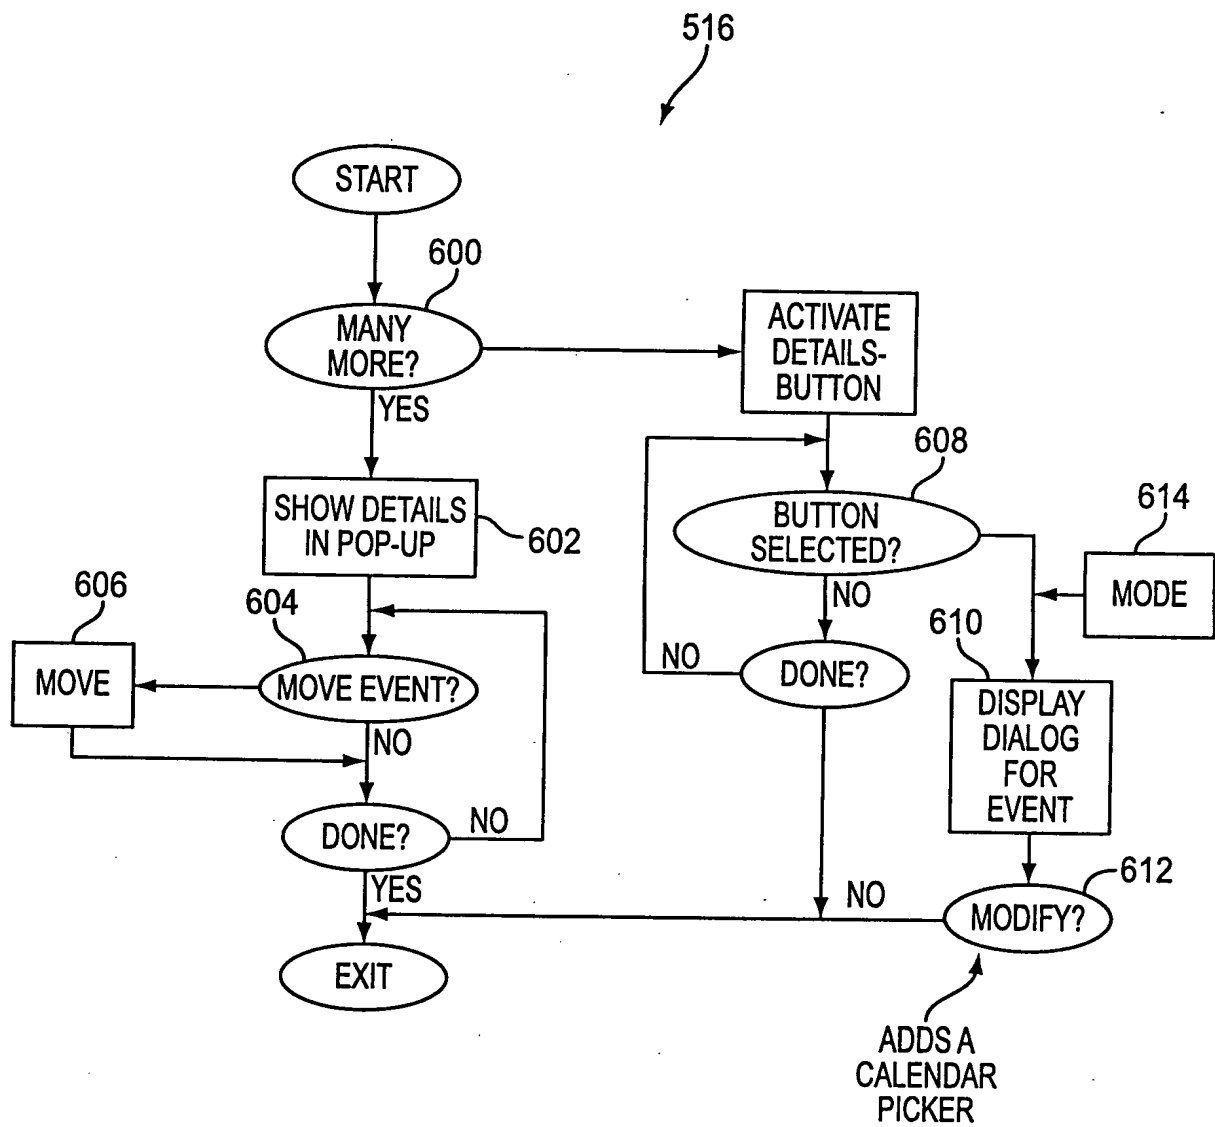 516
START
600
MANY
MORE?
YES
ACTIVATE
DETAILS-
BUTTON
608
BUTTON
SELECTED?
NO
614
MODE
SHOW DETAILS
IN POP-UP
602
606
MOVE
604
MOVE EVENT?
NO
NO
DONE?
610
DISPLAY
DIALOG
FOR
EVENT
DONE?
NO
YES
NO
612
MODIFY?
EXIT
ADDS A
CALENDAR
PICKER